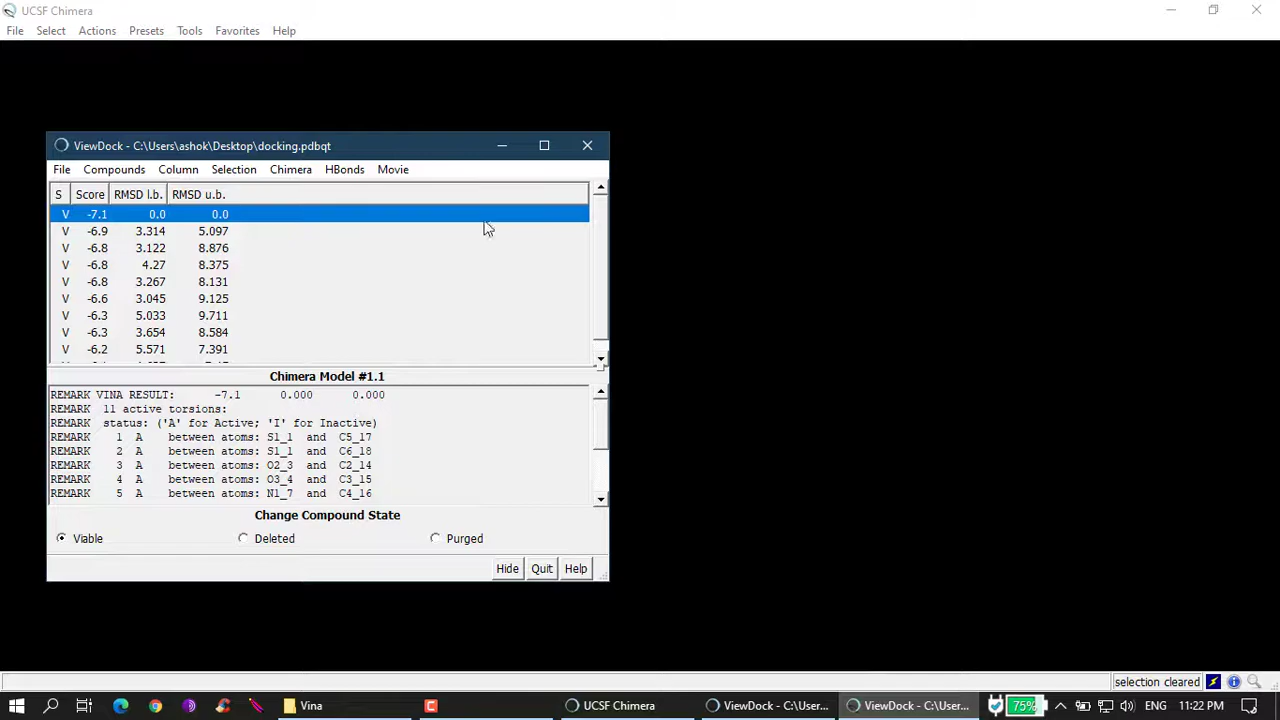 UCSF Chimera
File Select Actions Presets Tools Favorites Help
ViewDock - C:\Users\ashok\Desktop\docking.pdbqt
File Compounds Column Selection Chimera HBonds Movie
S Score RMSD l.b. RMSD u.b.
V -7.1 0.0 0.0
V -6.9 3.314 5.097
V -6.8 3.122 8.876
V -6.8 4.27 8.375
V -6.8 3.267 8.131
V -6.6 3.045 9.125
V -6.3 5.033 9.711
V -6.3 3.654 8.584
V -6.2 5.571 7.391
Chimera Model #1.1
REMARK VINA RESULT: -7.1 0.000 0.000
REMARK 11 active torsions:
REMARK status: ('A' for Active; 'I' for Inactive)
REMARK 1 A between atoms: S1_1 and C5_17
REMARK 2 A between atoms: S1_1 and C6_18
REMARK 3 A between atoms: O2_3 and C2_14
REMARK 4 A between atoms: O3_4 and C3_15
REMARK 5 A between atoms: N1_7 and C4_16
Change Compound State
Viable Deleted Purged
Hide Quit Help
selection cleared
Vina UCSF Chimera ViewDock - C:\User... ViewDock - C:\User... 75% ENG 11:22 PM